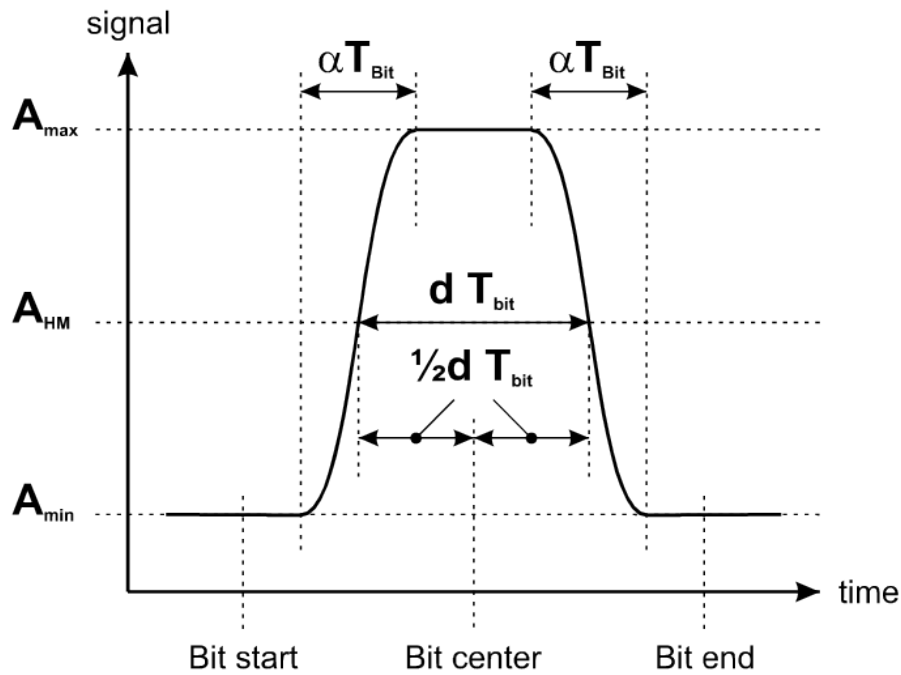 signal
αT_Bit αT_Bit
A_max
d T_bit
A_HM
½d T_bit
A_min
time
Bit start Bit center Bit end